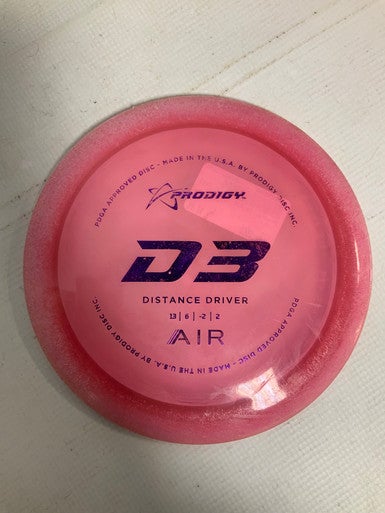 PDGA APPROVED DISC - MADE IN THE U.S.A. BY PRODIGY DISC INC.
PRODIGY
D3
DISTANCE DRIVER
13 | 6 | -2 | 2
AIR
PDGA APPROVED DISC - MADE IN THE U.S.A. BY PRODIGY DISC INC.